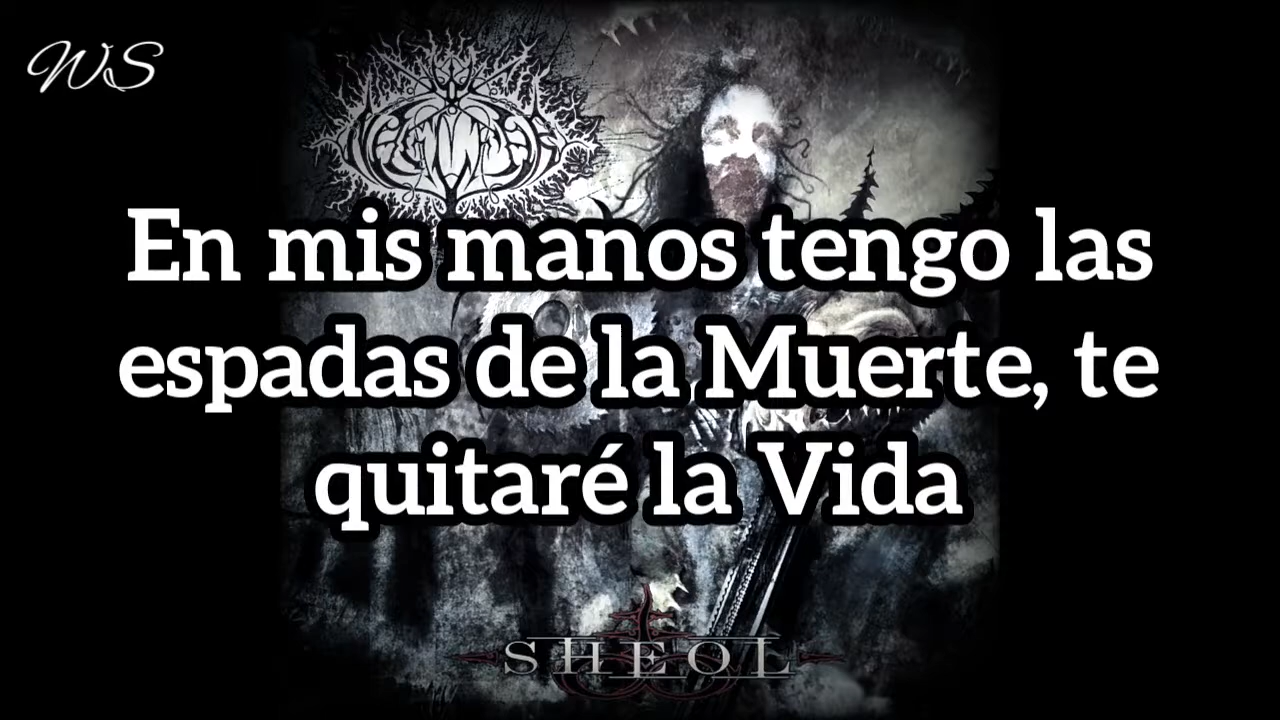 WS
En mis manos tengo las
espadas de la Muerte, te
quitaré la Vida
SHEOL